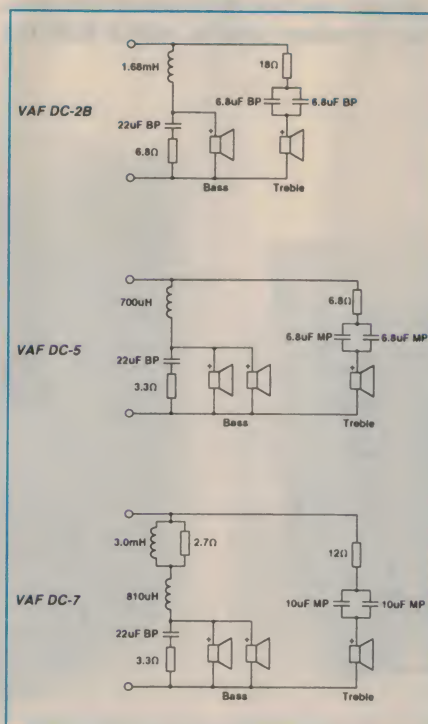 1.68mH
18Ω
6.8uF BP
6.8uF BP
VAF DC-2B
22uF BP
6.8Ω
+
+
Bass
Treble
700uH
6.8Ω
6.8uF MP
6.8uF MP
VAF DC-5
22uF BP
3.3Ω
+
+
+
Bass
Treble
3.0mH
2.7Ω
12Ω
VAF DC-7
810uH
10uF MP
10uF MP
22uF BP
3.3Ω
+
+
+
Bass
Treble